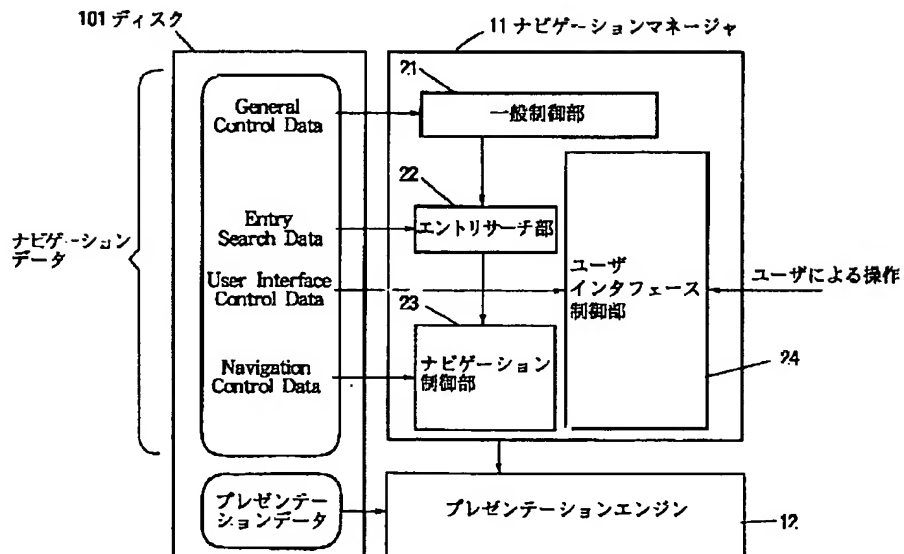 101 ディスク
11 ナビゲーションマネージャ
21
General
Control Data
一般制御部
22
Entry
Search Data
エントリサーチ部
ナビゲーション
データ
User Interface
Control Data
ユーザ
インタフェース
制御部
ユーザによる操作
23
Navigation
Control Data
ナビゲーション
制御部
24
プレゼンテー
ションデータ
プレゼンテーションエンジン
12